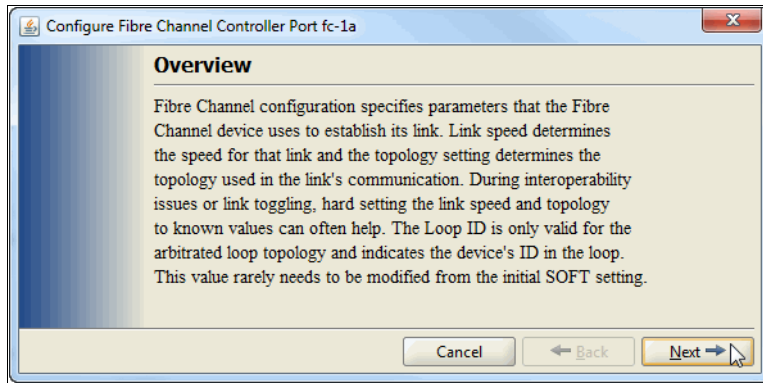 Configure Fibre Channel Controller Port fc-1a
Overview
Fibre Channel configuration specifies parameters that the Fibre
Channel device uses to establish its link. Link speed determines
the speed for that link and the topology setting determines the
topology used in the link's communication. During interoperability
issues or link toggling, hard setting the link speed and topology
to known values can often help. The Loop ID is only valid for the
arbitrated loop topology and indicates the device's ID in the loop.
This value rarely needs to be modified from the initial SOFT setting.
Cancel Back Next